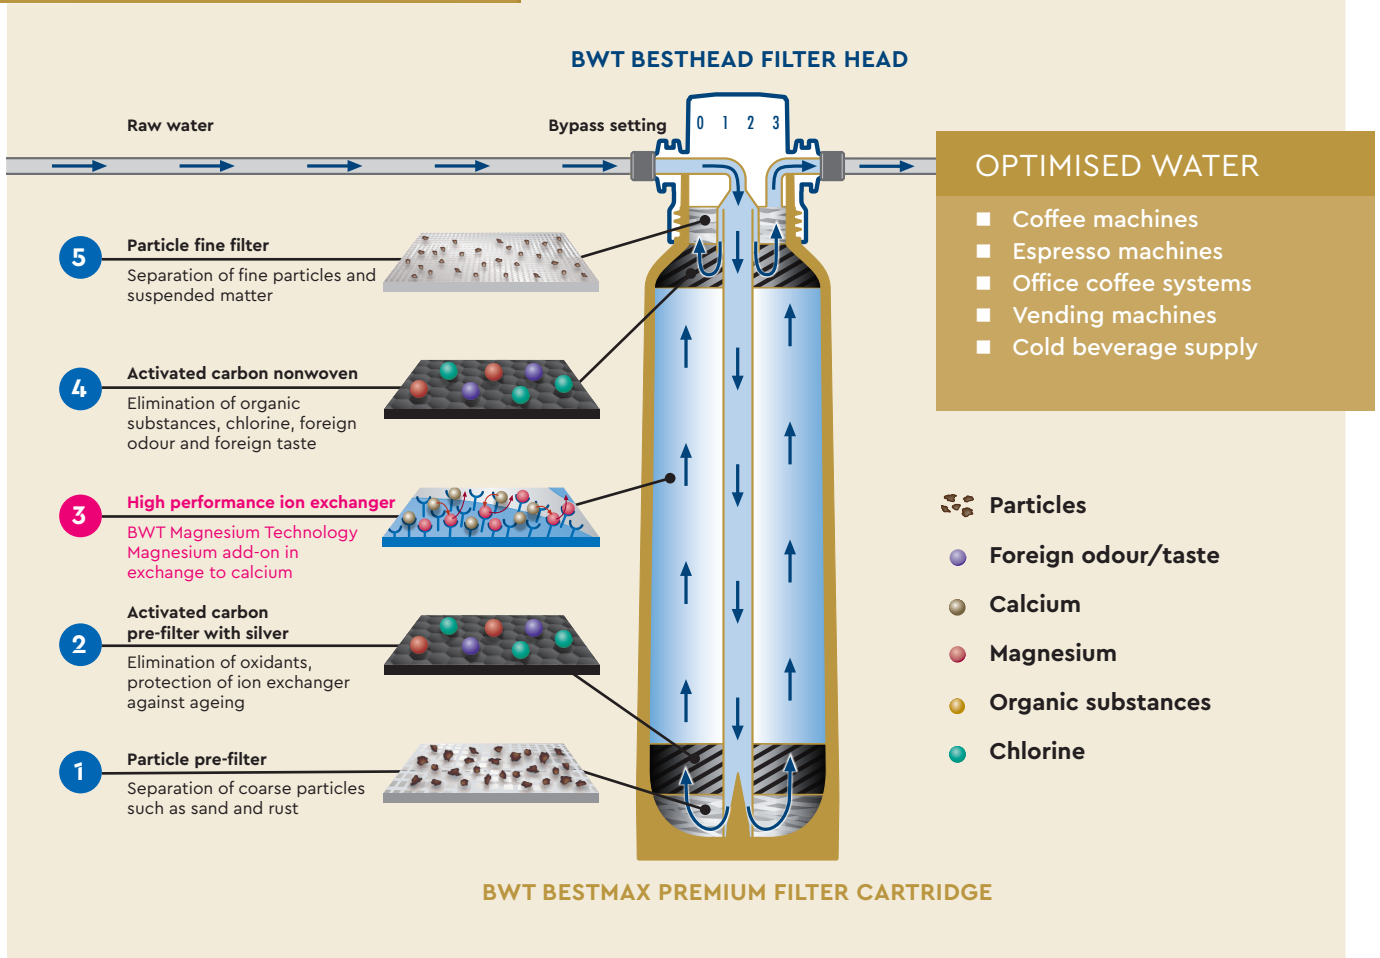 BWT BESTHEAD FILTER HEAD
Raw water
Bypass setting
0 1 2 3
OPTIMISED WATER
Coffee machines
Espresso machines
Office coffee systems
Vending machines
Cold beverage supply
5
Particle fine filter
Separation of fine particles and
suspended matter
4
Activated carbon nonwoven
Elimination of organic
substances, chlorine, foreign
odour and foreign taste
3
High performance ion exchanger
BWT Magnesium Technology
Magnesium add-on in
exchange to calcium
2
Activated carbon
pre-filter with silver
Elimination of oxidants,
protection of ion exchanger
against ageing
1
Particle pre-filter
Separation of coarse particles
such as sand and rust
Particles
Foreign odour/taste
Calcium
Magnesium
Organic substances
Chlorine
BWT BESTMAX PREMIUM FILTER CARTRIDGE